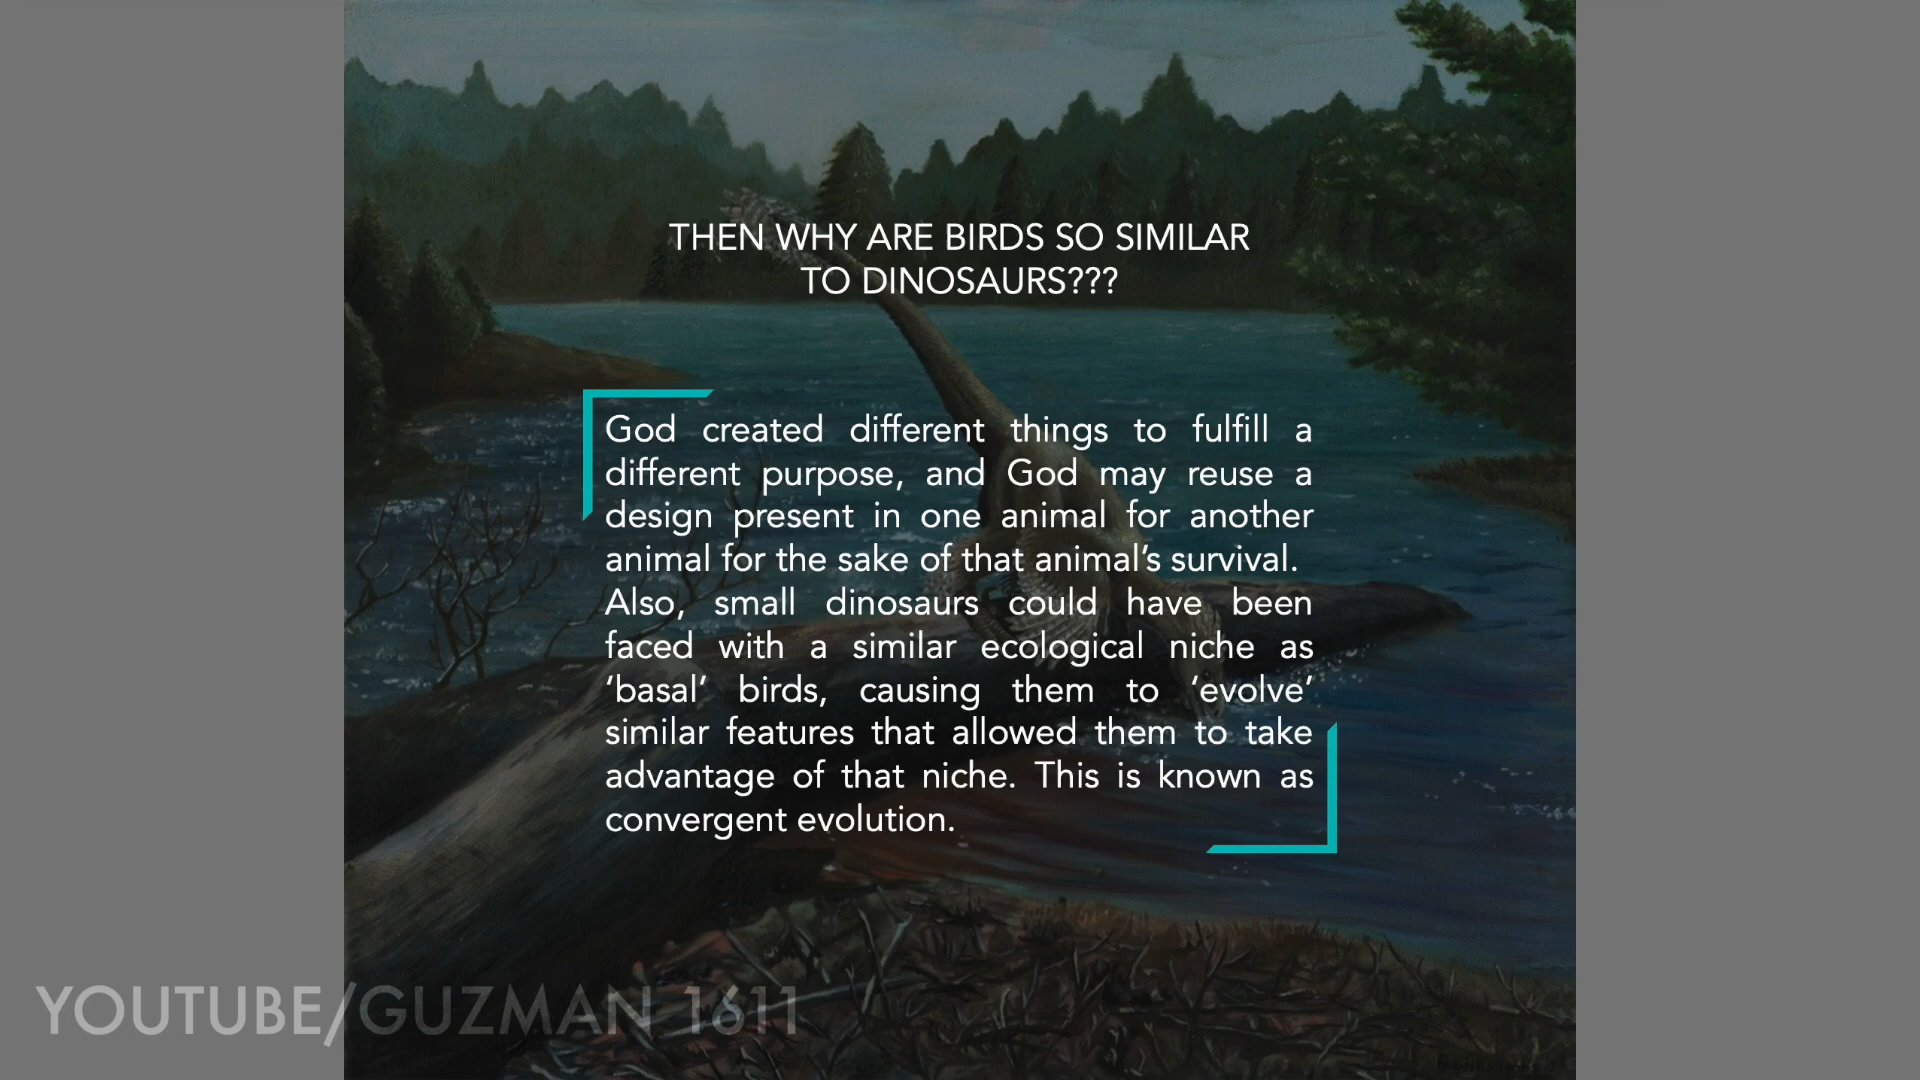 THEN WHY ARE BIRDS SO SIMILAR
TO DINOSAURS???
God created different things to fulfill a
different purpose, and God may reuse a
design present in one animal for another
animal for the sake of that animal’s survival.
Also, small dinosaurs could have been
faced with a similar ecological niche as
‘basal’ birds, causing them to ‘evolve’
similar features that allowed them to take
advantage of that niche. This is known as
convergent evolution.
YOUTUBE/GUZMAN 1611